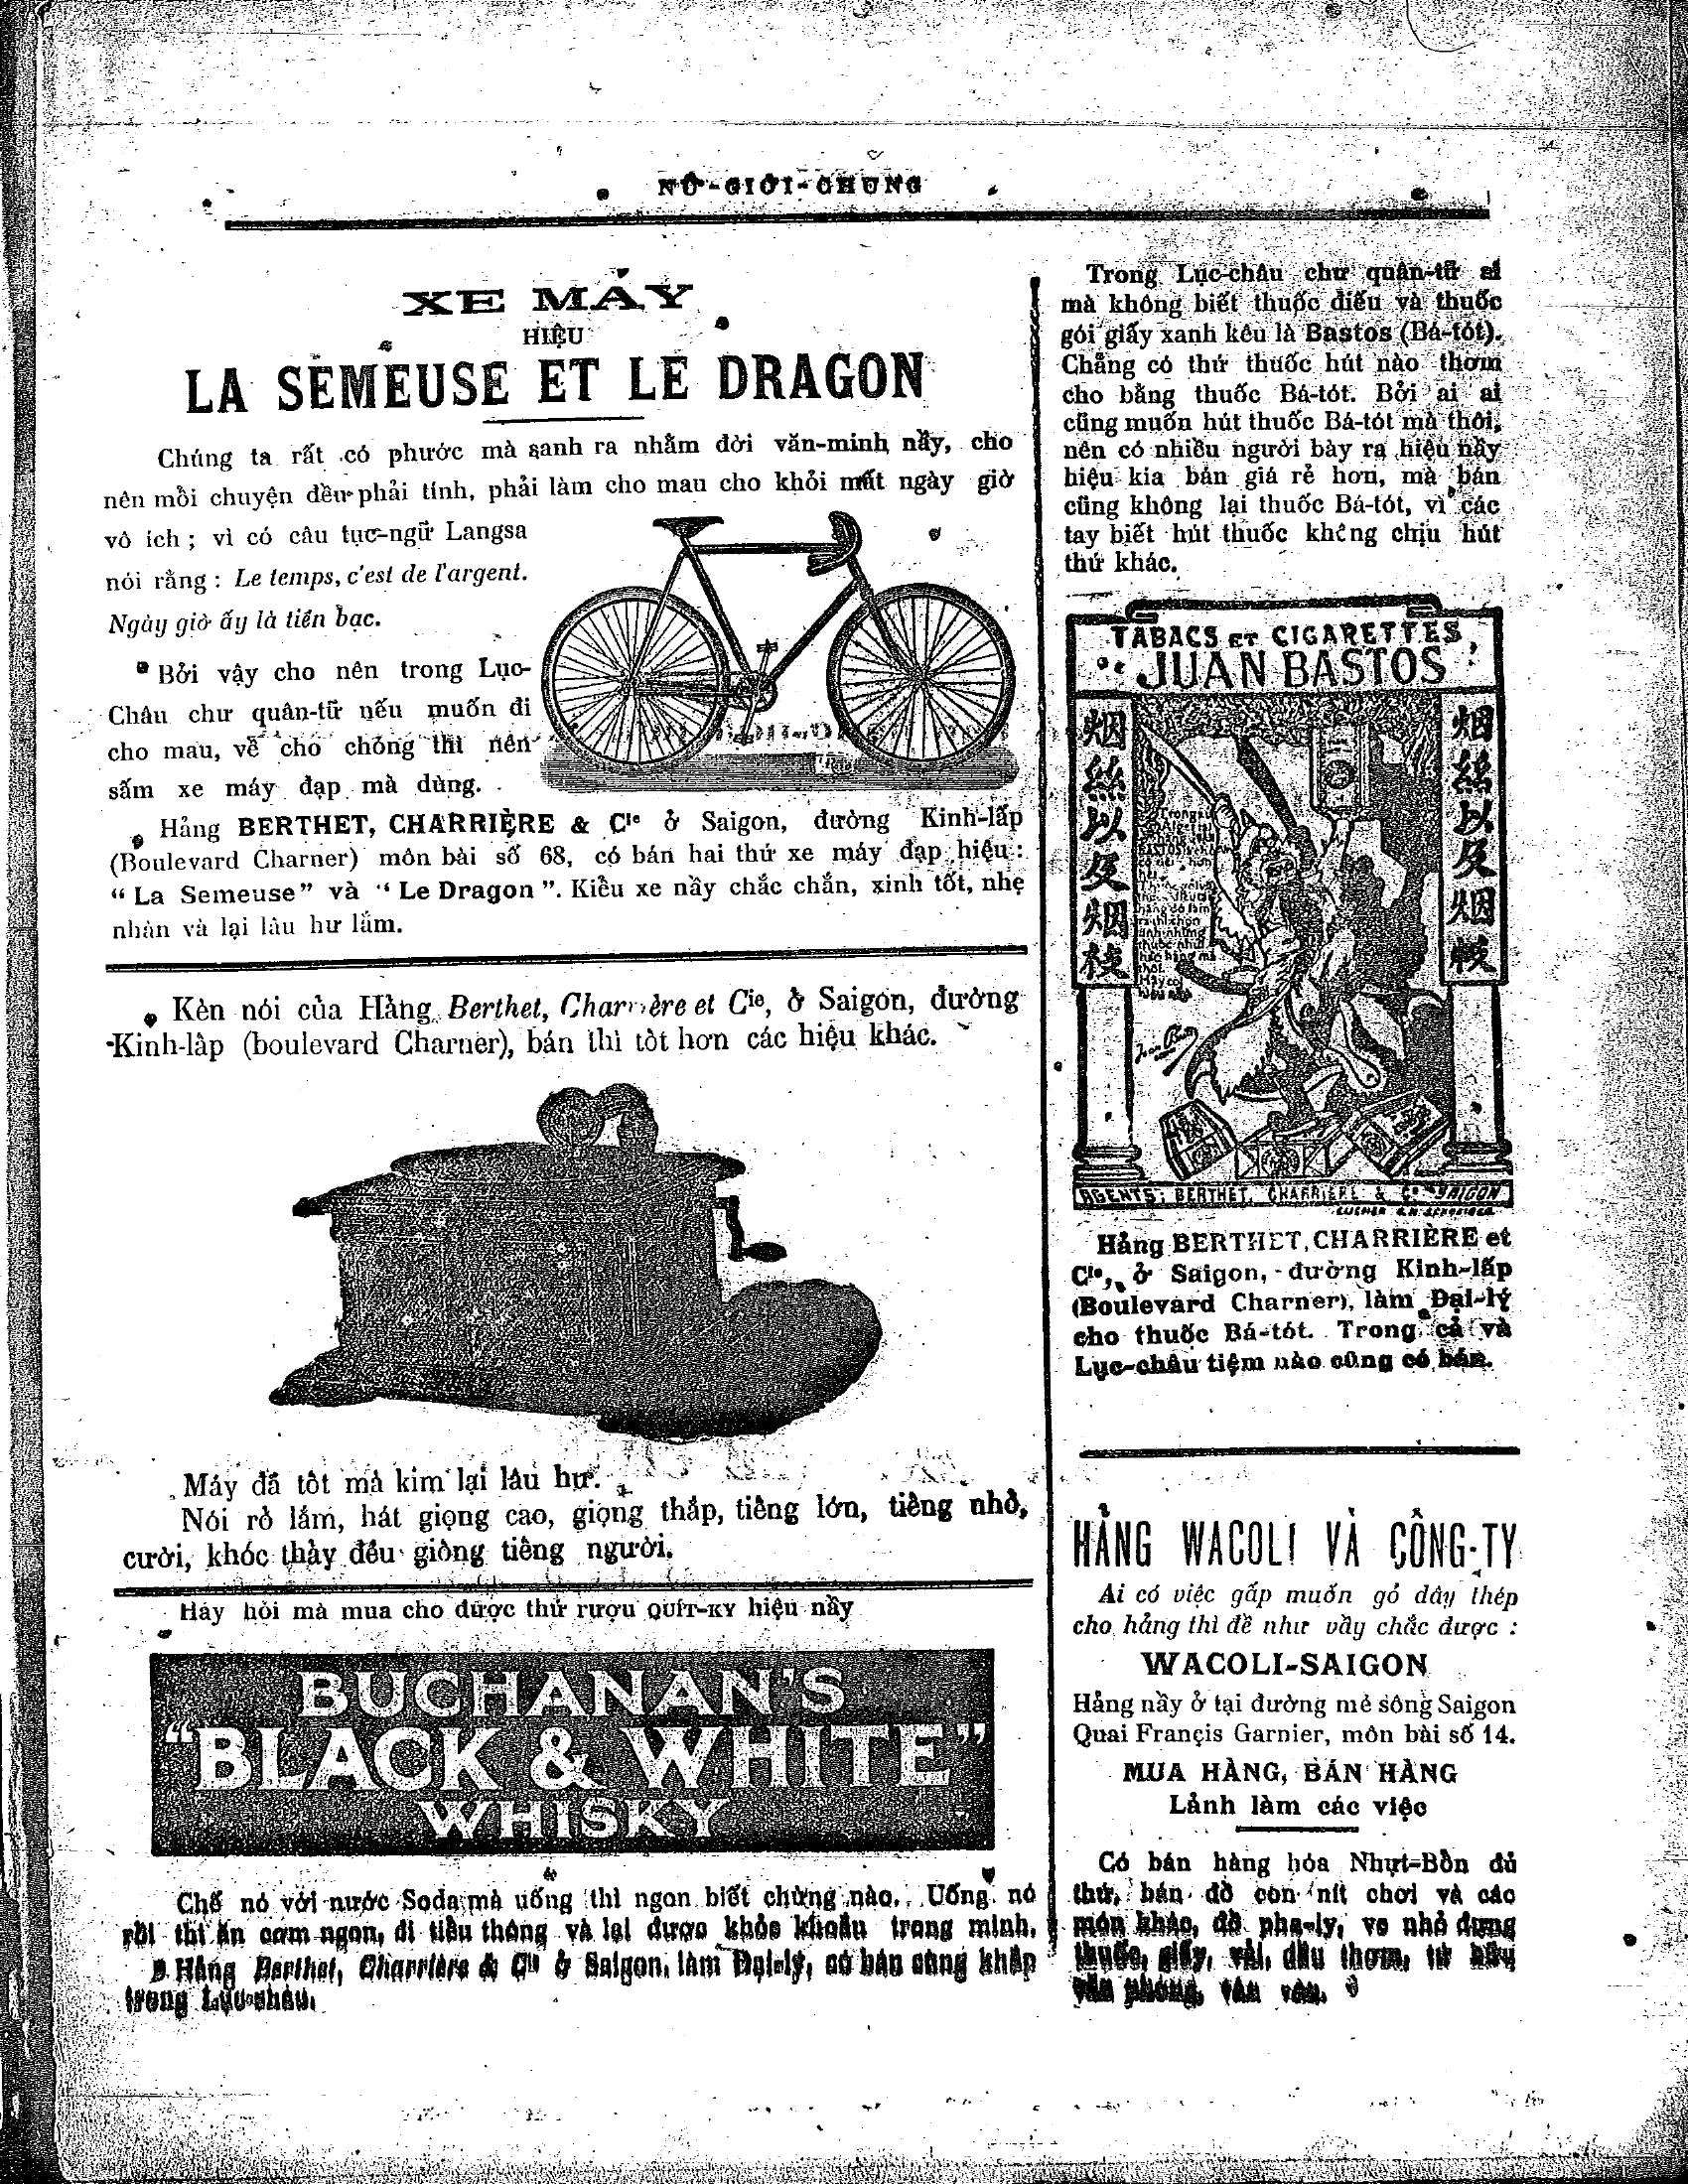 NỮ-GIỚI-CHUNG
XE MÁY
HIỆU
LA SEMEUSE ET LE DRAGON
Chúng ta rất có phước mà sanh ra nhằm đời văn-minh nầy, cho
nên mỗi chuyện đều phải tính, phải làm cho mau cho khỏi mất ngày giờ
vô ích ; vì có câu tục-ngữ Langsa
nói rằng : Le temps, c'est de l'argent.
Ngày giờ ấy là tiền bạc.
Bởi vậy cho nên trong Lục-
Châu chư quân-tử nếu muốn đi
cho mau, về cho chóng thì nên
sấm xe máy đạp mà dùng.
Hảng BERTHET, CHARRIÈRE & Cie ở Saigon, đường Kinh-lấp
(Boulevard Charner) môn bài số 68, có bán hai thứ xe máy đạp hiệu :
“ La Semeuse ” và “ Le Dragon ”. Kiểu xe nầy chắc chắn, xinh tốt, nhẹ
nhàn và lại lâu hư lắm.
Kèn nói của Hảng Berthet, Charrière et Cie, ở Saigon, đường
Kinh-lấp (boulevard Charner), bán thì tốt hơn các hiệu khác.
Máy đã tốt mà kim lại lâu hư.
Nói rỏ lắm, hát giọng cao, giọng thấp, tiếng lớn, tiếng nhỏ,
cười, khóc thảy đều giống tiếng người.
Hảy hỏi mà mua cho được thứ rượu QUÍT-KY hiệu nầy
BUCHANAN'S
“BLACK & WHITE”
WHISKY
Chế nó với nước Soda mà uống thì ngon biết chừng nào. Uống nó
rồi thì ăn cơm ngon, đi tiểu thông và lại được khỏe khoắn trong mình.
Hảng Berthet, Charrière & Cie ở Saigon, làm Đại-lý, có bán cùng khắp
trong Lục-châu.
Trong Lục-châu chư quân-tử ai
mà không biết thuốc điếu và thuốc
gói giấy xanh kêu là Bastos (Bá-tót).
Chẳng có thứ thuốc hút nào thơm
cho bằng thuốc Bá-tót. Bởi ai ai
cũng muốn hút thuốc Bá-tót mà thôi,
nên có nhiều người bày ra hiệu nầy
hiệu kia bán giá rẻ hơn, mà bán
cũng không lại thuốc Bá-tót, vì các
tay biết hút thuốc không chịu hút
thứ khác.
TABACS ET CIGARETTES
JUAN BASTOS
烟絲以及烟枝
烟絲以及烟枝
AGENTS: BERTHET, CHARRIÈRE & Co SAIGON
Hảng BERTHET, CHARRIÈRE et
Cie, ở Saigon, đường Kinh-lấp
(Boulevard Charner), làm Đại-lý
cho thuốc Bá-tót. Trong cả và
Lục-châu tiệm nào cũng có bán.
HẢNG WACOLI VÀ CÔNG-TY
Ai có việc gấp muốn gỏ dây thép
cho hảng thì đề như vầy chắc được :
WACOLI-SAIGON
Hảng nầy ở tại đường mé sông Saigon
Quai Françis Garnier, môn bài số 14.
MUA HÀNG, BÁN HÀNG
Lảnh làm các việc
Có bán hàng hóa Nhựt-Bồn đủ
thứ, bán đồ con nít chơi và các
món khác, đồ pha-ly, ve nhỏ đựng
thuốc, giấy, vải, dầu thơm, từ hữu
văn phòng, vân vân.